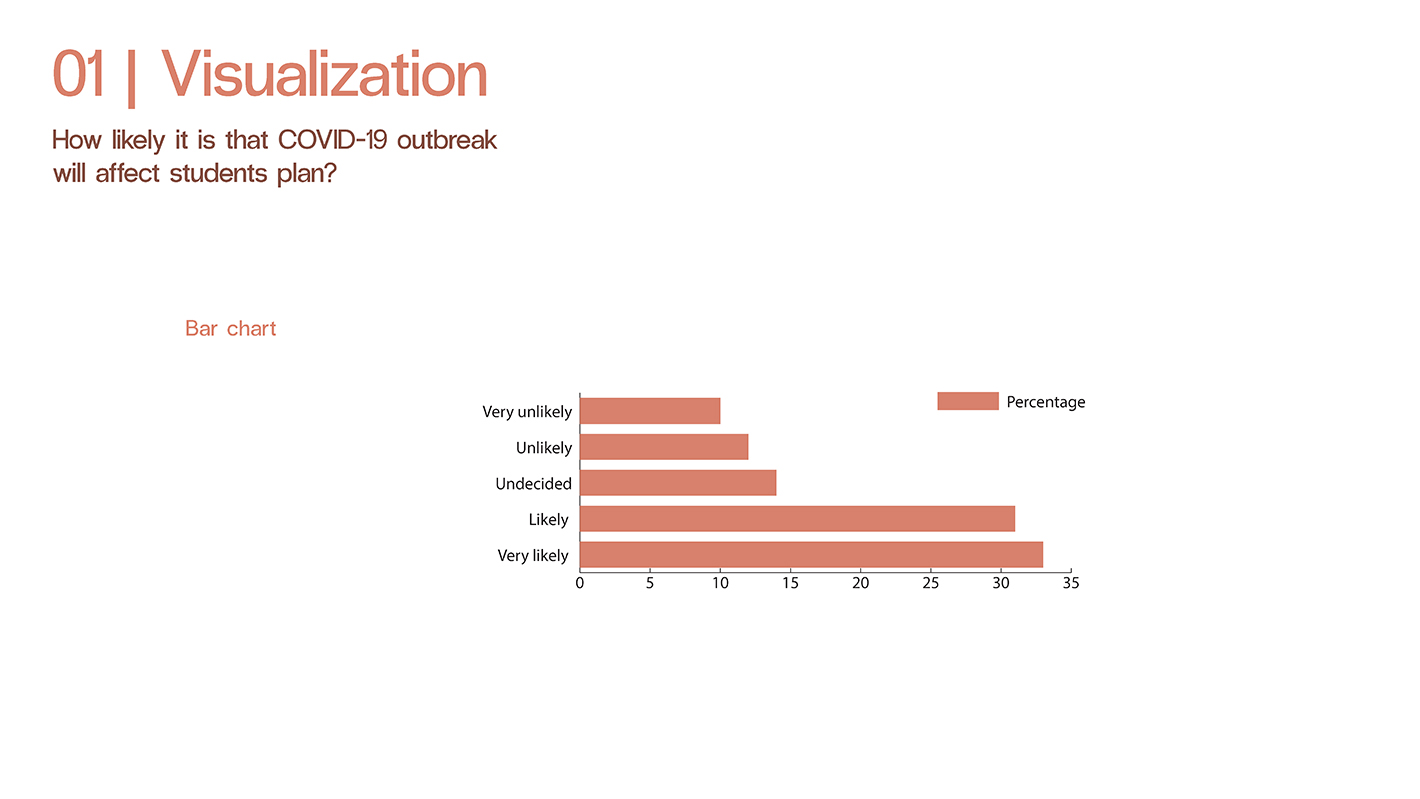 01 | Visualization
How likely it is that COVID-19 outbreak
will affect students plan?
Bar chart
Percentage
Very unlikely
Unlikely
Undecided
Likely
Very likely
0 5 10 15 20 25 30 35